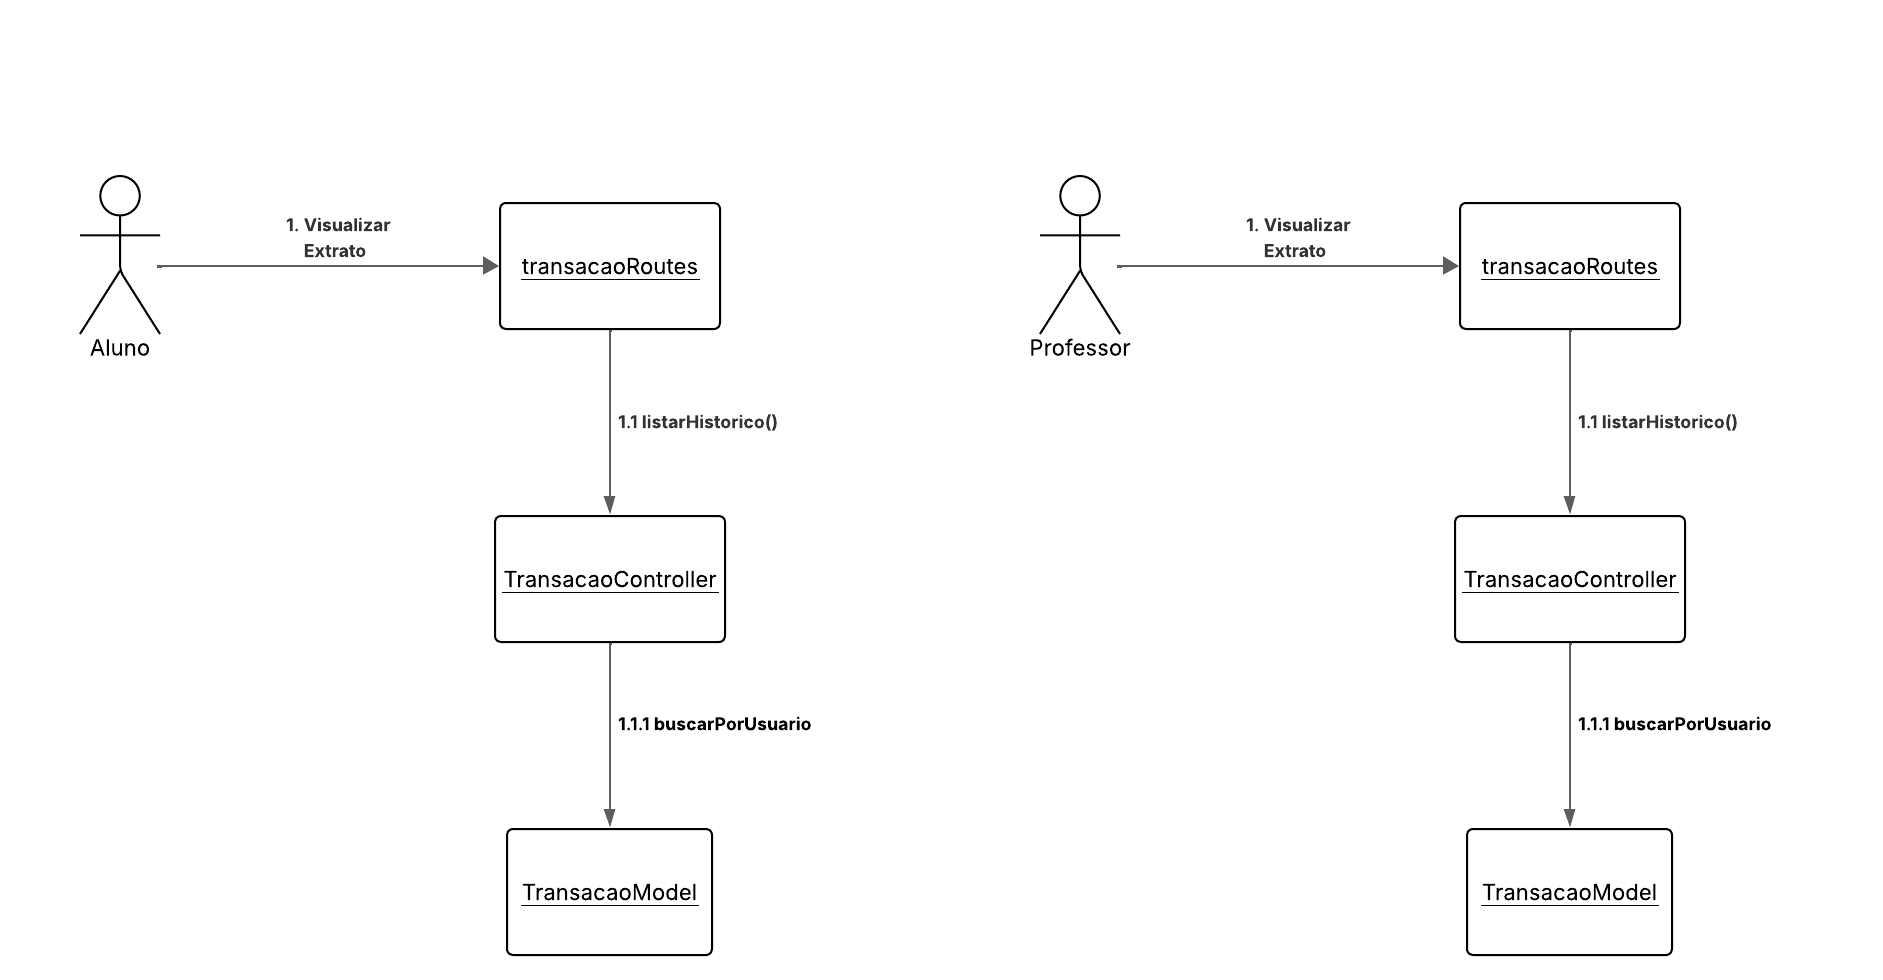 1. Visualizar
Extrato
transacaoRoutes
Aluno
1.1 listarHistorico()
TransacaoController
1.1.1 buscarPorUsuario
TransacaoModel
1. Visualizar
Extrato
transacaoRoutes
Professor
1.1 listarHistorico()
TransacaoController
1.1.1 buscarPorUsuario
TransacaoModel